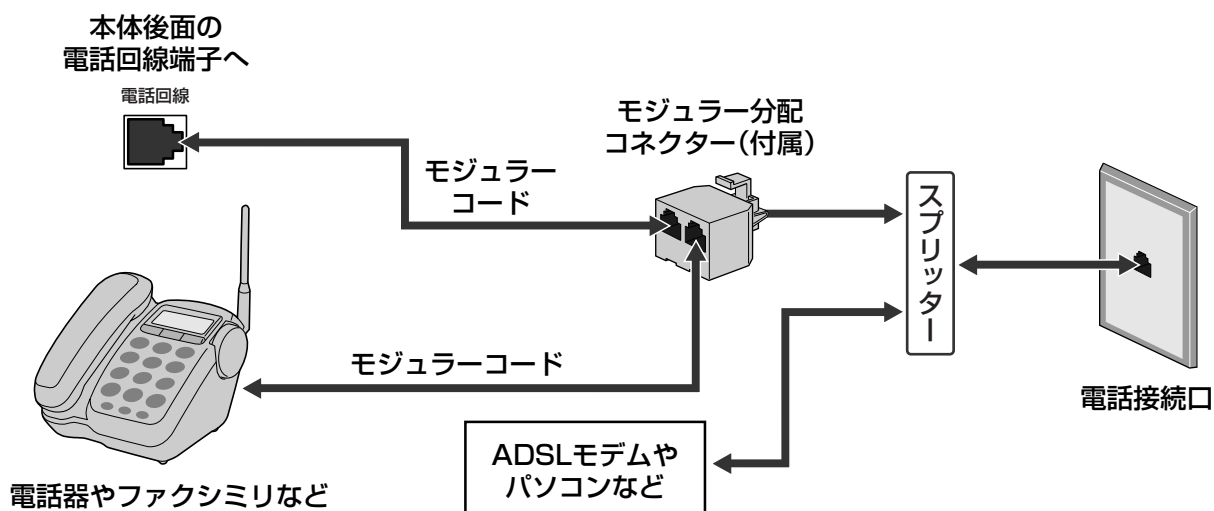 本体後面の
電話回線端子へ
電話回線
モジュラー分配
コネクター(付属)
モジュラー
コード
スプリッター
モジュラーコード
電話接続口
ADSLモデムや
パソコンなど
電話器やファクシミリなど